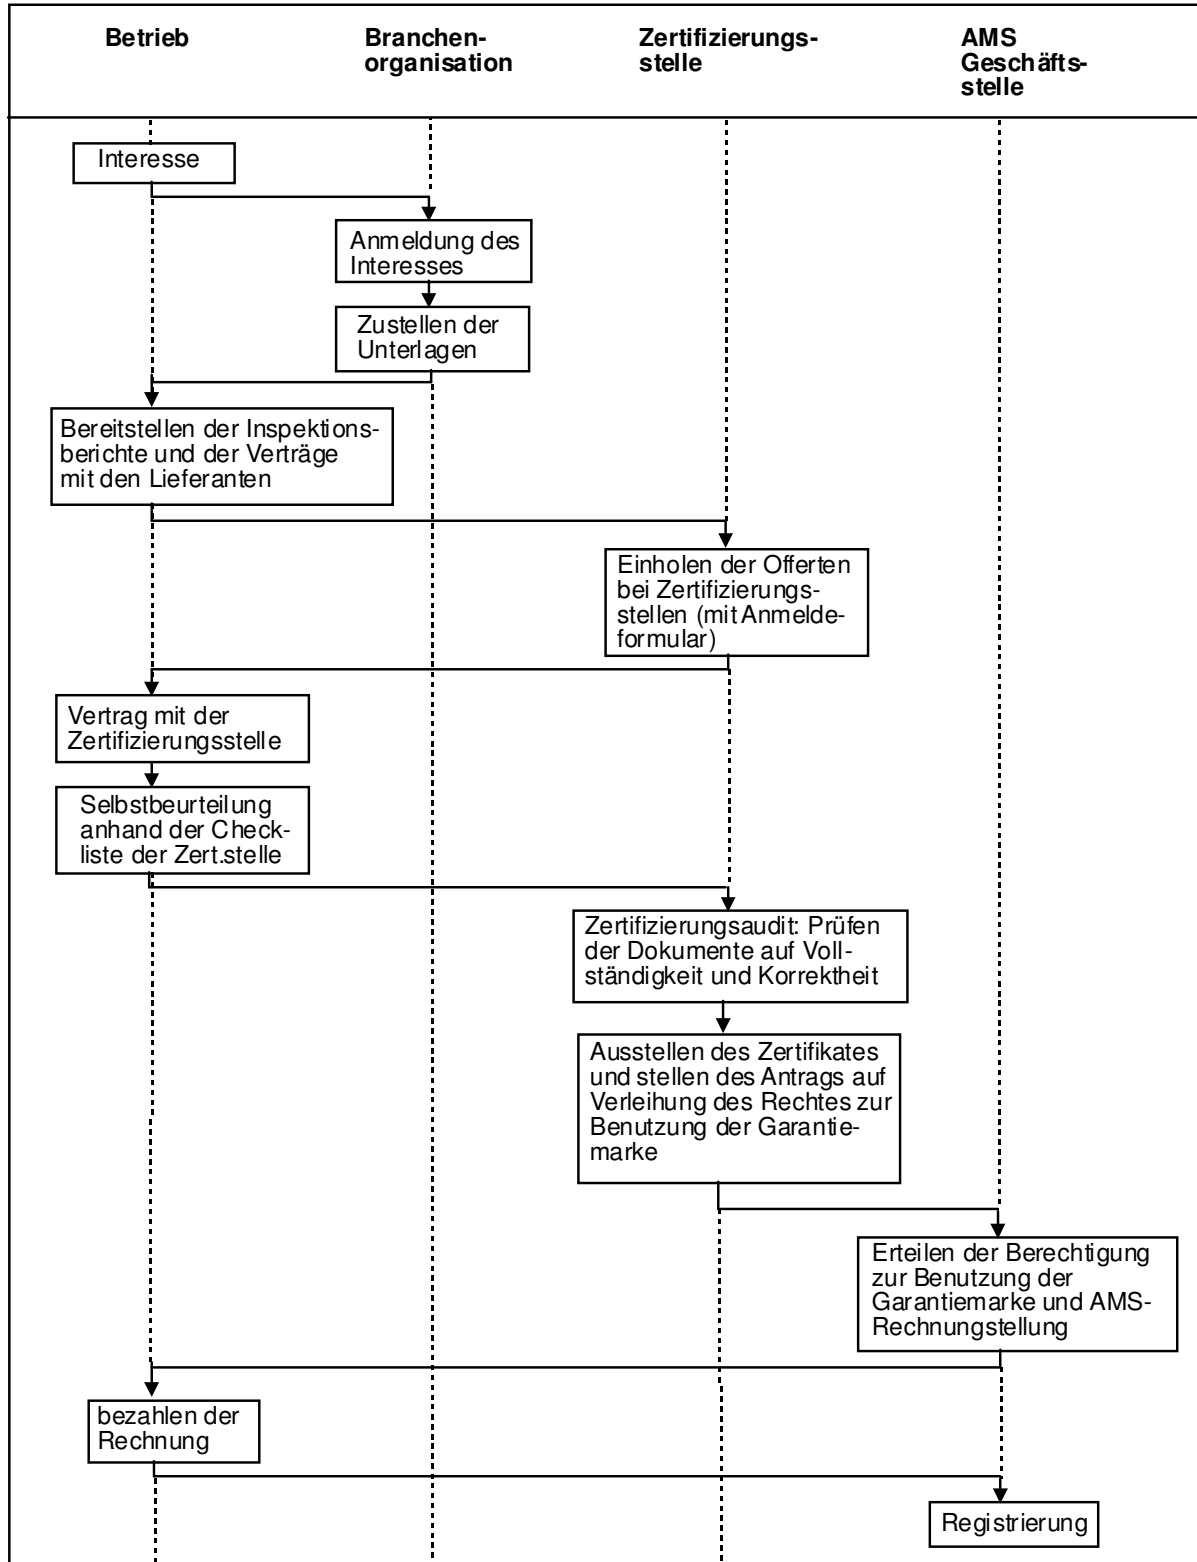 Betrieb
Branchen-
organisation
Zertifizierungs-
stelle
AMS
Geschäfts-
stelle
Interesse
Anmeldung des
Interesses
Zustellen der
Unterlagen
Bereitstellen der Inspektions-
berichte und der Verträge
mit den Lieferanten
Einholen der Offerten
bei Zertifizierungs-
stellen (mit Anmelde-
formular)
Vertrag mit der
Zertifizierungsstelle
Selbstbeurteilung
anhand der Check-
liste der Zert.stelle
Zertifizierungsaudit: Prüfen
der Dokumente auf Voll-
ständigkeit und Korrektheit
Ausstellen des Zertifikates
und stellen des Antrags auf
Verleihung des Rechtes zur
Benutzung der Garantie-
marke
Erteilen der Berechtigung
zur Benutzung der
Garantiemarke und AMS-
Rechnungstellung
bezahlen der
Rechnung
Registrierung